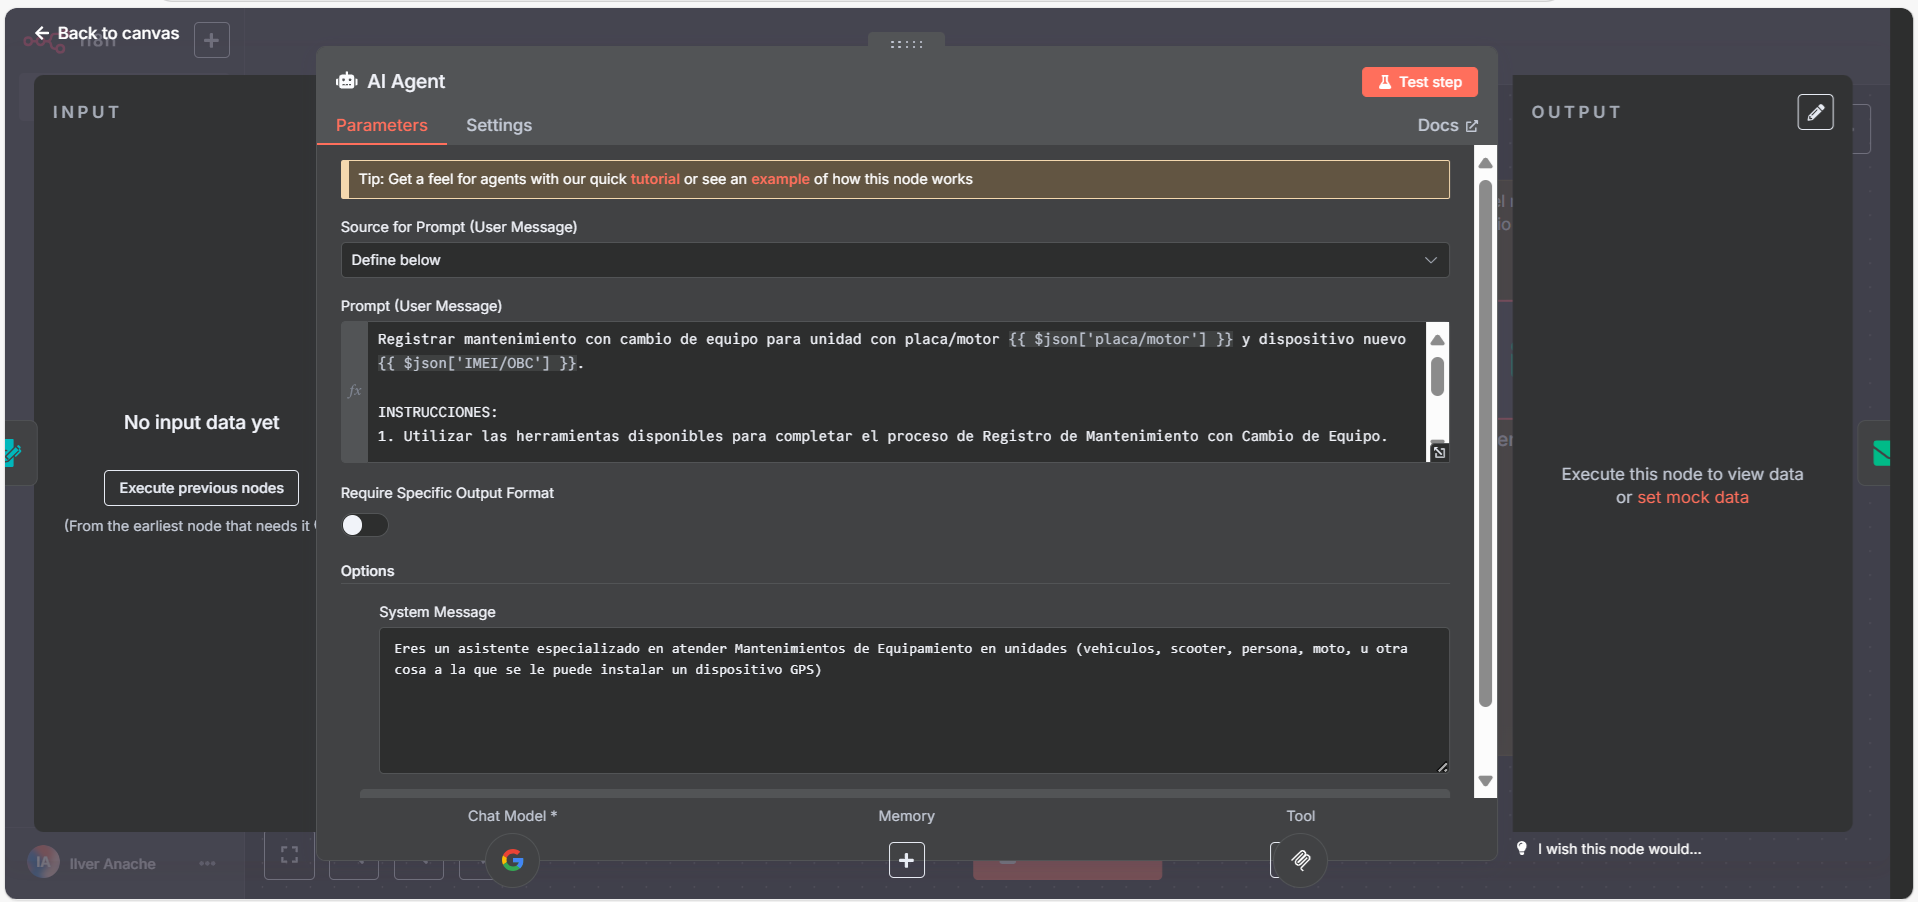 Back to canvas
n8n
INPUT
No input data yet
Execute previous nodes
(From the earliest node that needs it
AI Agent
Test step
Parameters
Settings
Docs
Tip: Get a feel for agents with our quick tutorial or see an example of how this node works
Source for Prompt (User Message)
Define below
Prompt (User Message)
fx
Registrar mantenimiento con cambio de equipo para unidad con placa/motor {{ $json['placa/motor'] }} y dispositivo nuevo
{{ $json['IMEI/OBC'] }}.
INSTRUCCIONES:
1. Utilizar las herramientas disponibles para completar el proceso de Registro de Mantenimiento con Cambio de Equipo.
Require Specific Output Format
Options
System Message
Eres un asistente especializado en atender Mantenimientos de Equipamiento en unidades (vehiculos, scooter, persona, moto, u otra
cosa a la que se le puede instalar un dispositivo GPS)
Chat Model *
Memory
Tool
OUTPUT
Execute this node to view data
or set mock data
I wish this node would...
IA
Ilver Anache